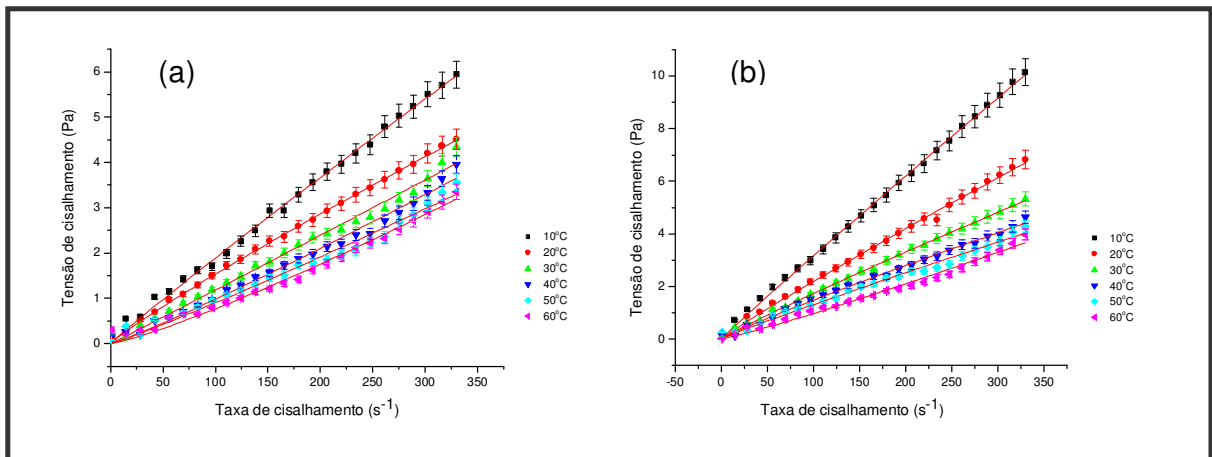 (a)
Tensão de cisalhamento (Pa)
6
5
4
3
2
1
0
0 50 100 150 200 250 300 350
Taxa de cisalhamento (s⁻¹)
10°C
20°C
30°C
40°C
50°C
60°C
(b)
Tensão de cisalhamento (Pa)
10
8
6
4
2
0
-50 0 50 100 150 200 250 300 350
Taxa de cisalhamento (s⁻¹)
10°C
20°C
30°C
40°C
50°C
60°C